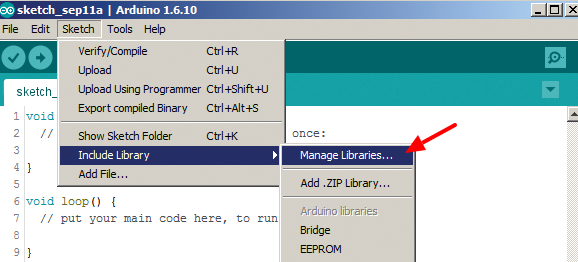 sketch_sep11a | Arduino 1.6.10
File Edit Sketch Tools Help
Verify/Compile Ctrl+R
Upload Ctrl+U
Upload Using Programmer Ctrl+Shift+U
Export compiled Binary Ctrl+Alt+S
Show Sketch Folder Ctrl+K
Include Library
Add File...
Manage Libraries...
Add .ZIP Library...
Arduino libraries
Bridge
EEPROM
sketch_
1 void
2 // once:
3
4 }
5
6 void loop() {
7 // put your main code here, to run
8
9 }